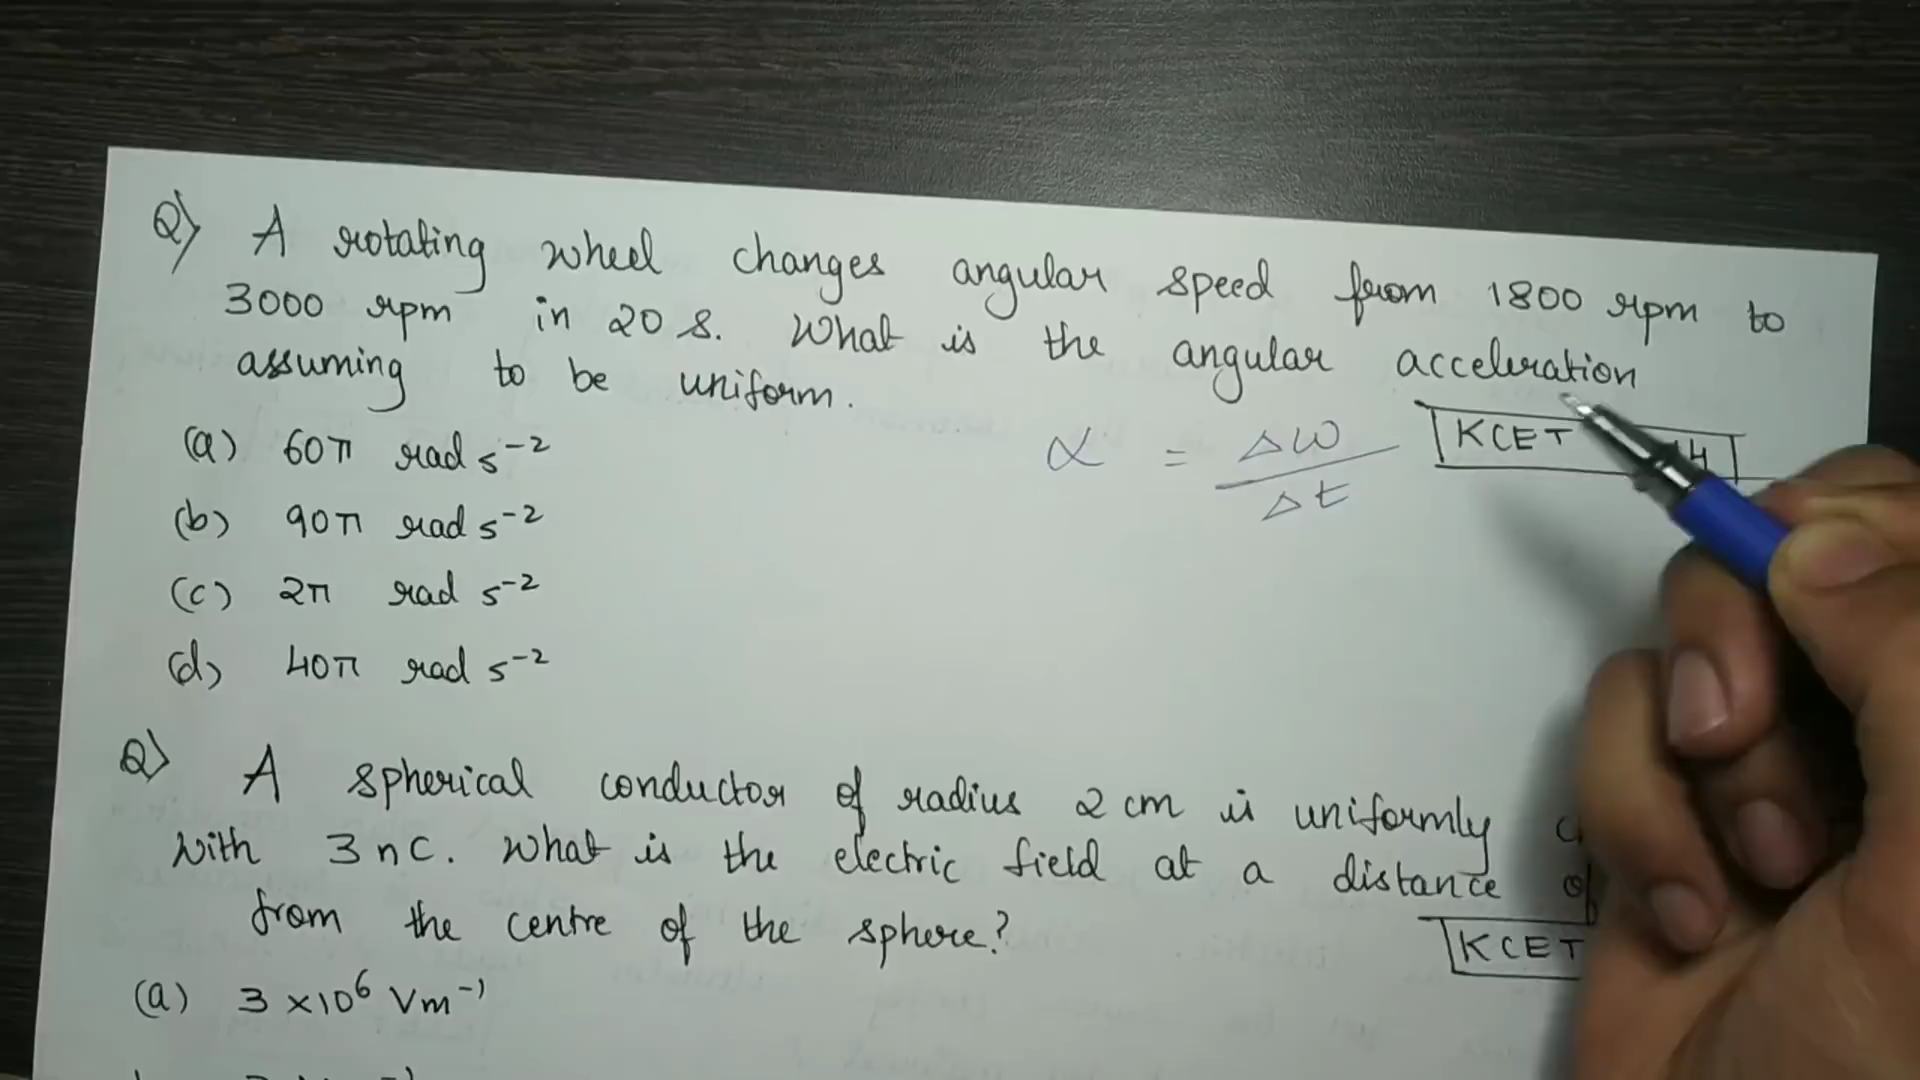 Q) A rotating wheel changes angular speed from 1800 rpm to
3000 rpm in 20 s. What is the angular acceleration
assuming to be uniform.
(a) 60π rad s⁻²
α = Δω / Δt
KCET 4
(b) 90π rad s⁻²
(c) 2π rad s⁻²
(d) 40π rad s⁻²
Q) A spherical conductor of radius 2 cm is uniformly
with 3 nC. What is the electric field at a distance of
from the centre of the sphere?
KCET
(a) 3 × 10⁶ Vm⁻¹